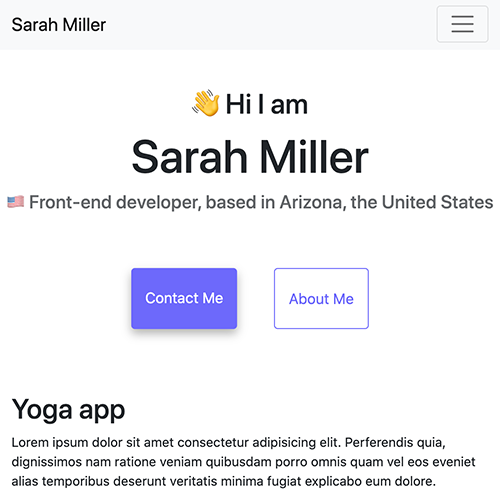 Sarah Miller
👋 Hi I am
Sarah Miller
🇺🇸 Front-end developer, based in Arizona, the United States
Contact Me
About Me
Yoga app
Lorem ipsum dolor sit amet consectetur adipisicing elit. Perferendis quia,
dignissimos nam ratione veniam quibusdam porro omnis quam vel eos eveniet
alias temporibus deserunt veritatis minima fugiat explicabo eum dolore.